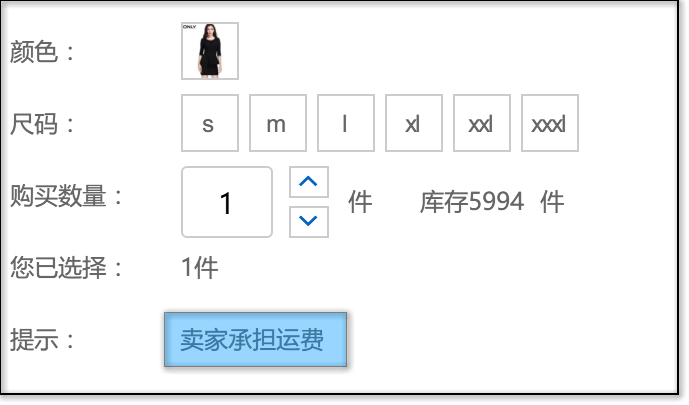 颜色：
ONLY
尺码：
s m l xl xxl xxxl
购买数量： 1 件 库存5994 件
您已选择： 1件
提示： 卖家承担运费